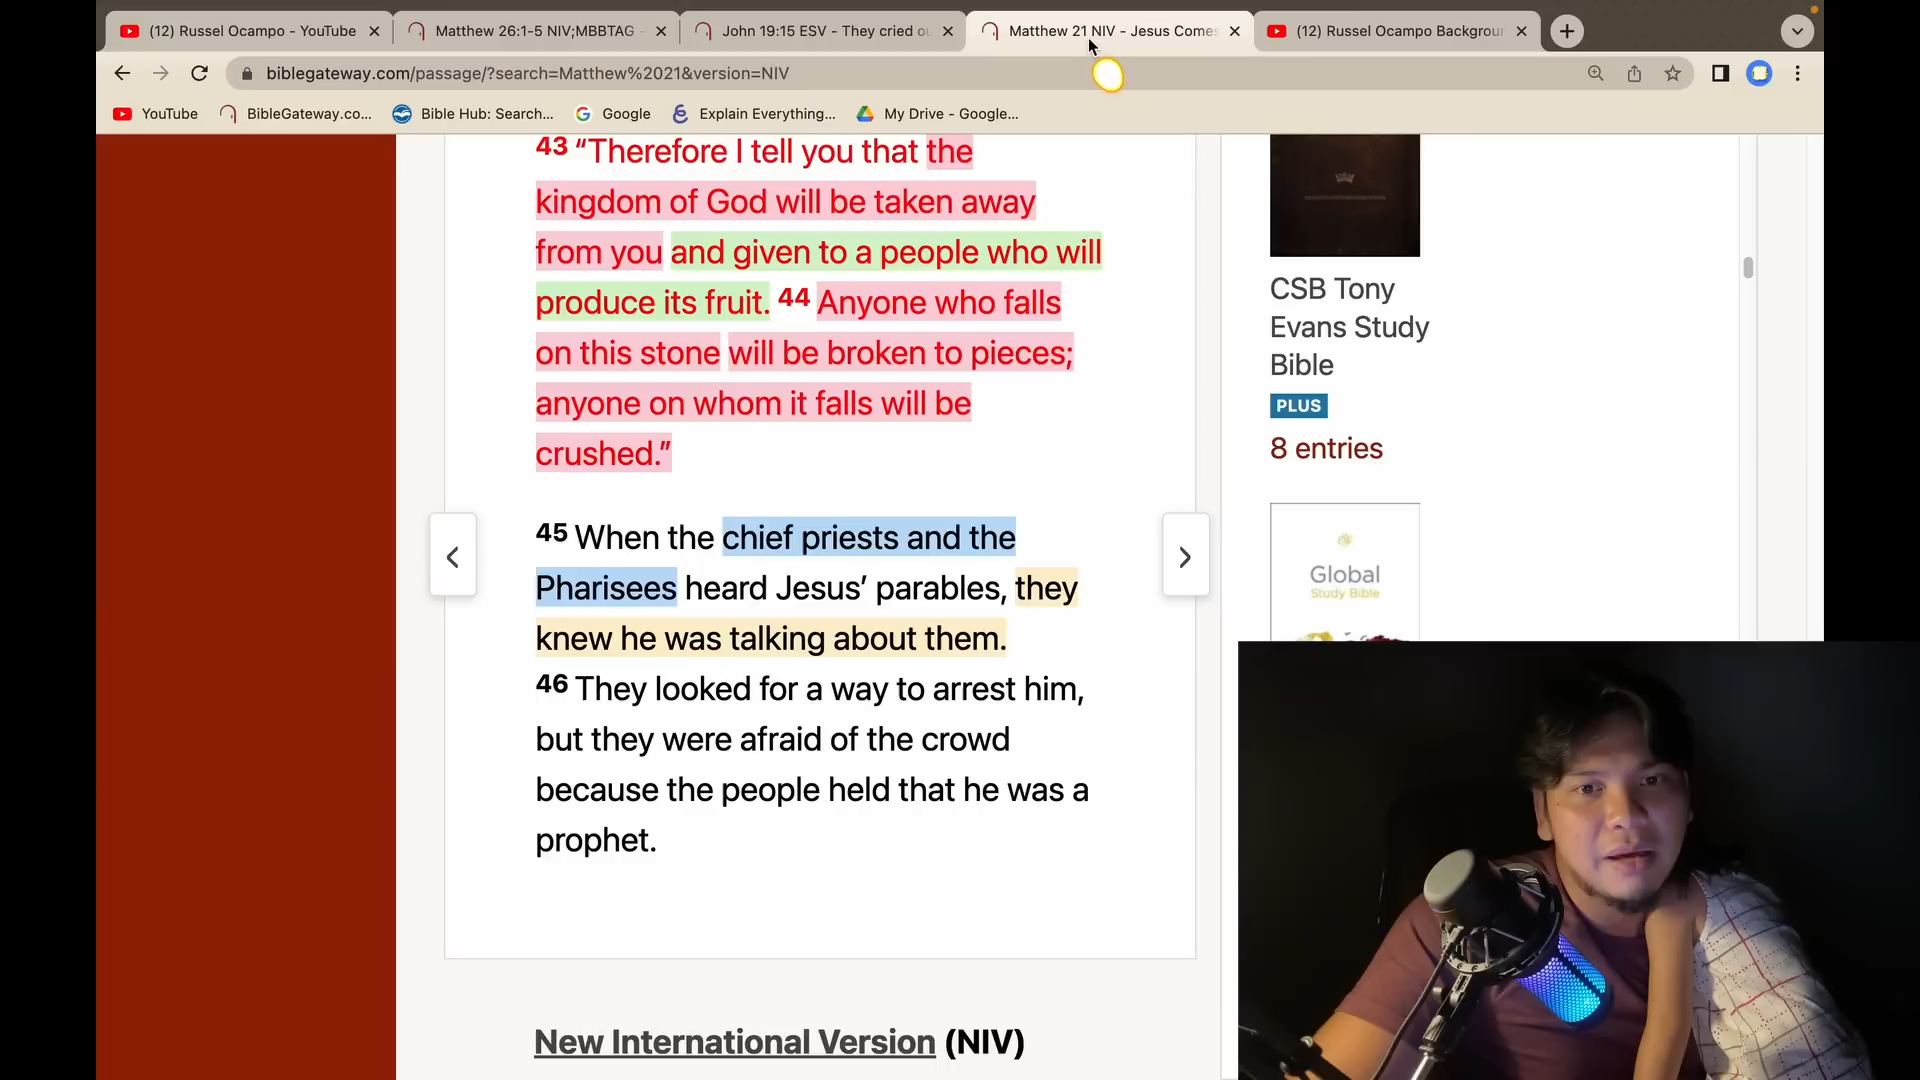 (12) Russel Ocampo - YouTube
Matthew 26:1-5 NIV;MBBTAG -
John 19:15 ESV - They cried ou
Matthew 21 NIV - Jesus Comes
(12) Russel Ocampo Backgrour
biblegateway.com/passage/?search=Matthew%2021&version=NIV
YouTube
BibleGateway.co...
Bible Hub: Search...
Google
Explain Everything...
My Drive - Google...
43 “Therefore I tell you that the
kingdom of God will be taken away
from you and given to a people who will
produce its fruit. 44 Anyone who falls
on this stone will be broken to pieces;
anyone on whom it falls will be
crushed.”
45 When the chief priests and the
Pharisees heard Jesus’ parables, they
knew he was talking about them.
46 They looked for a way to arrest him,
but they were afraid of the crowd
because the people held that he was a
prophet.
New International Version (NIV)
CSB Tony
Evans Study
Bible
PLUS
8 entries
Global
Study Bible